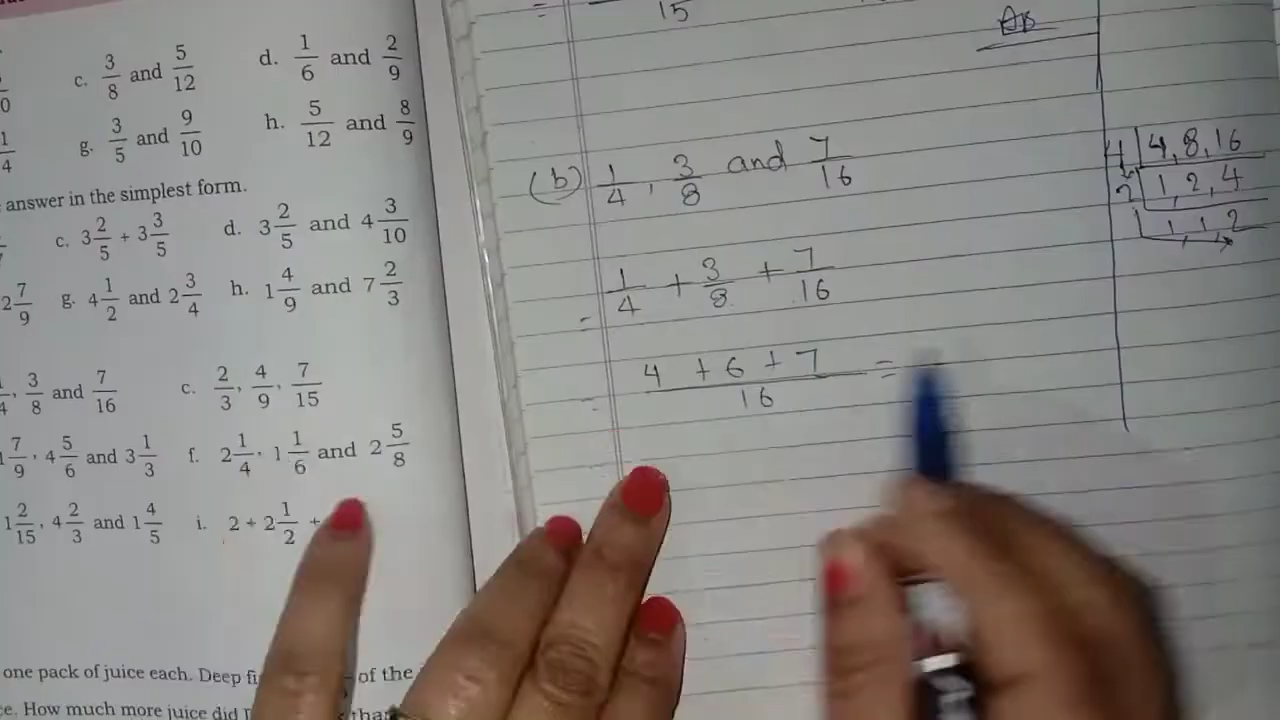 c. 3/8 and 5/12 d. 1/6 and 2/9
g. 3/5 and 9/10 h. 5/12 and 8/9
answer in the simplest form.
c. 3 2/5 + 3 3/5 d. 3 2/5 and 4 3/10
2 7/9 g. 4 1/2 and 2 3/4 h. 1 4/9 and 7 2/3
3/8 and 7/16 c. 2/3, 4/9, 7/15
7/9, 4 5/6 and 3 1/3 f. 2 1/4, 1 1/6 and 2 5/8
1 2/15, 4 2/3 and 1 4/5 i. 2 + 2 1/2 +
one pack of juice each. Deep of the
How much more juice did
= 15
(b) 1/4, 3/8 and 7/16
= 1/4 + 3/8 + 7/16
= 4 + 6 + 7 / 16 =
4 | 4, 8, 16
2 | 1, 2, 4
1, 1, 2